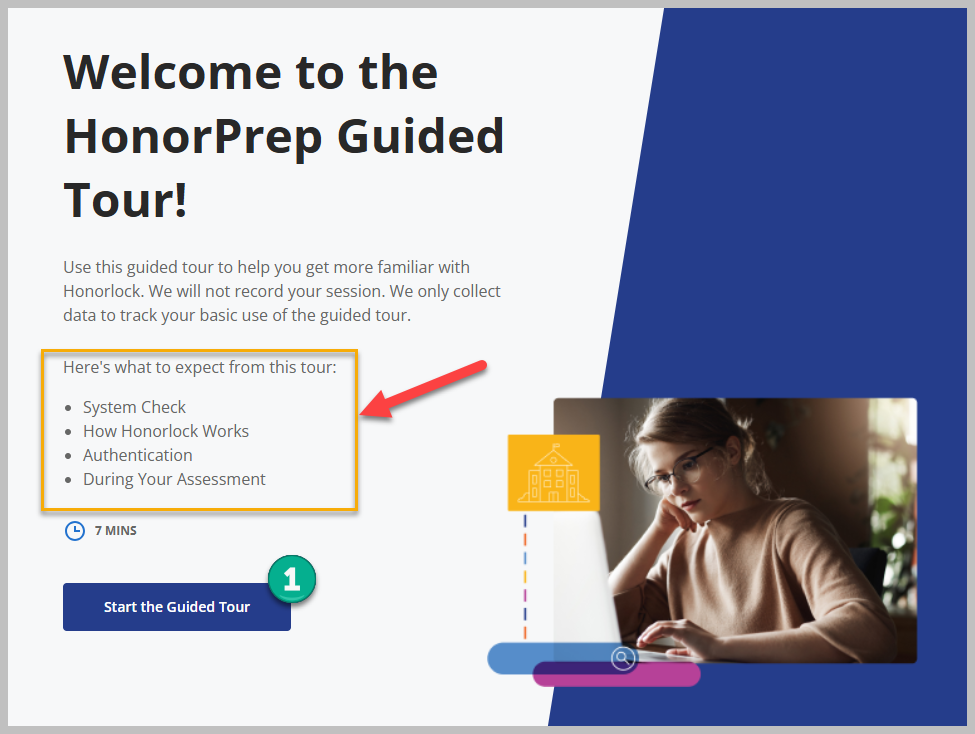 Welcome to the
HonorPrep Guided
Tour!
Use this guided tour to help you get more familiar with
Honorlock. We will not record your session. We only collect
data to track your basic use of the guided tour.
Here's what to expect from this tour:
System Check
How Honorlock Works
Authentication
During Your Assessment
7 MINS
1
Start the Guided Tour